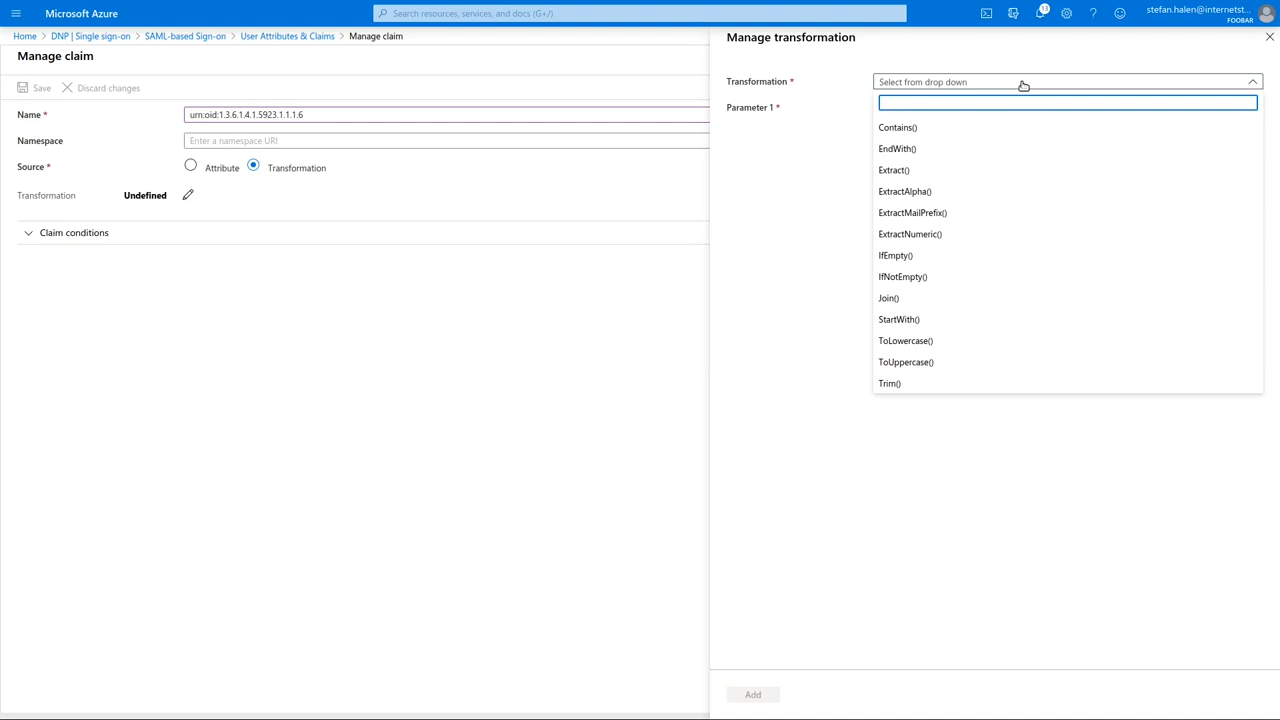 Microsoft Azure
Search resources, services, and docs (G+/)
13
stefan.halen@internetst...
FOOBAR
Home > DNP | Single sign-on > SAML-based Sign-on > User Attributes & Claims > Manage claim
Manage claim
Save
Discard changes
Name *
urn:oid:1.3.6.1.4.1.5923.1.1.1.6
Namespace
Enter a namespace URI
Source *
Attribute
Transformation
Transformation
Undefined
Claim conditions
Manage transformation
Transformation *
Select from drop down
Parameter 1 *
Contains()
EndWith()
Extract()
ExtractAlpha()
ExtractMailPrefix()
ExtractNumeric()
IfEmpty()
IfNotEmpty()
Join()
StartWith()
ToLowercase()
ToUppercase()
Trim()
Add